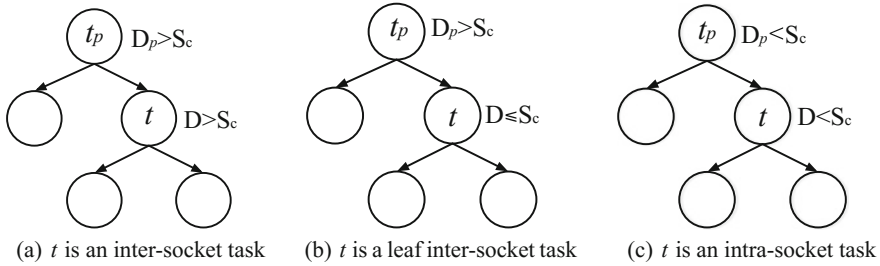 tp Dp>Sc
t D>Sc
(a) t is an inter-socket task
tp Dp>Sc
t D≤Sc
(b) t is a leaf inter-socket task
tp Dp<Sc
t D<Sc
(c) t is an intra-socket task